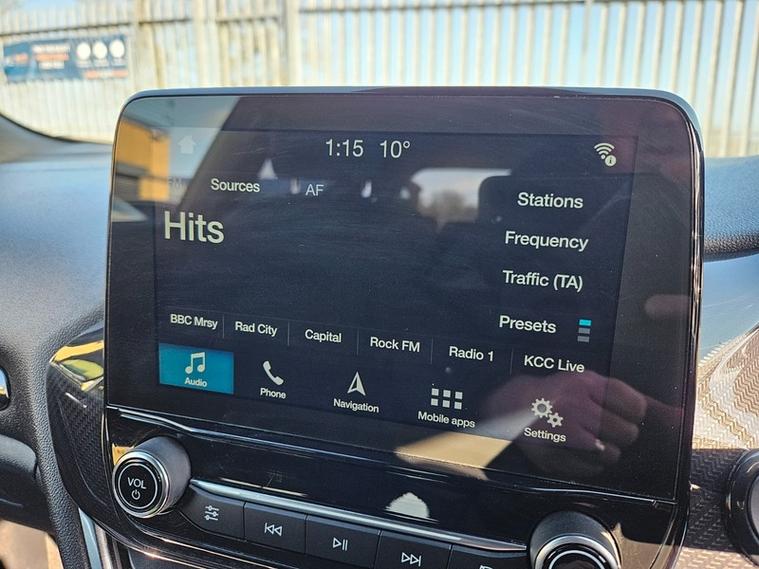 1:15 10°
Sources AF
Stations
Hits
Frequency
Traffic (TA)
Presets
BBC Mrsy Rad City Capital Rock FM Radio 1 KCC Live
Audio Phone Navigation Mobile apps Settings
VOL